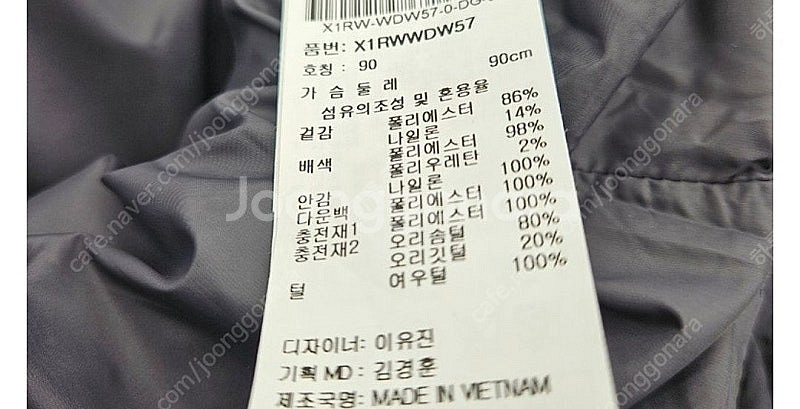 X1RW-WDW57-0-DG-
품번: X1RWWDW57
호칭 : 90
가 슴 둘 레 90cm
섬유의조성 및 혼용율
겉감 폴리에스터 86%
나일론 14%
배색 폴리에스터 98%
폴리우레탄 2%
안감 나일론 100%
다운백 폴리에스터 100%
충전재1 폴리에스터 100%
충전재2 오리솜털 80%
오리깃털 20%
털 여우털 100%
디자이너: 이유진
기획 MD : 김경훈
제조국명: MADE IN VIETNAM
Joonggonara
cafe.naver.com/joonggonara